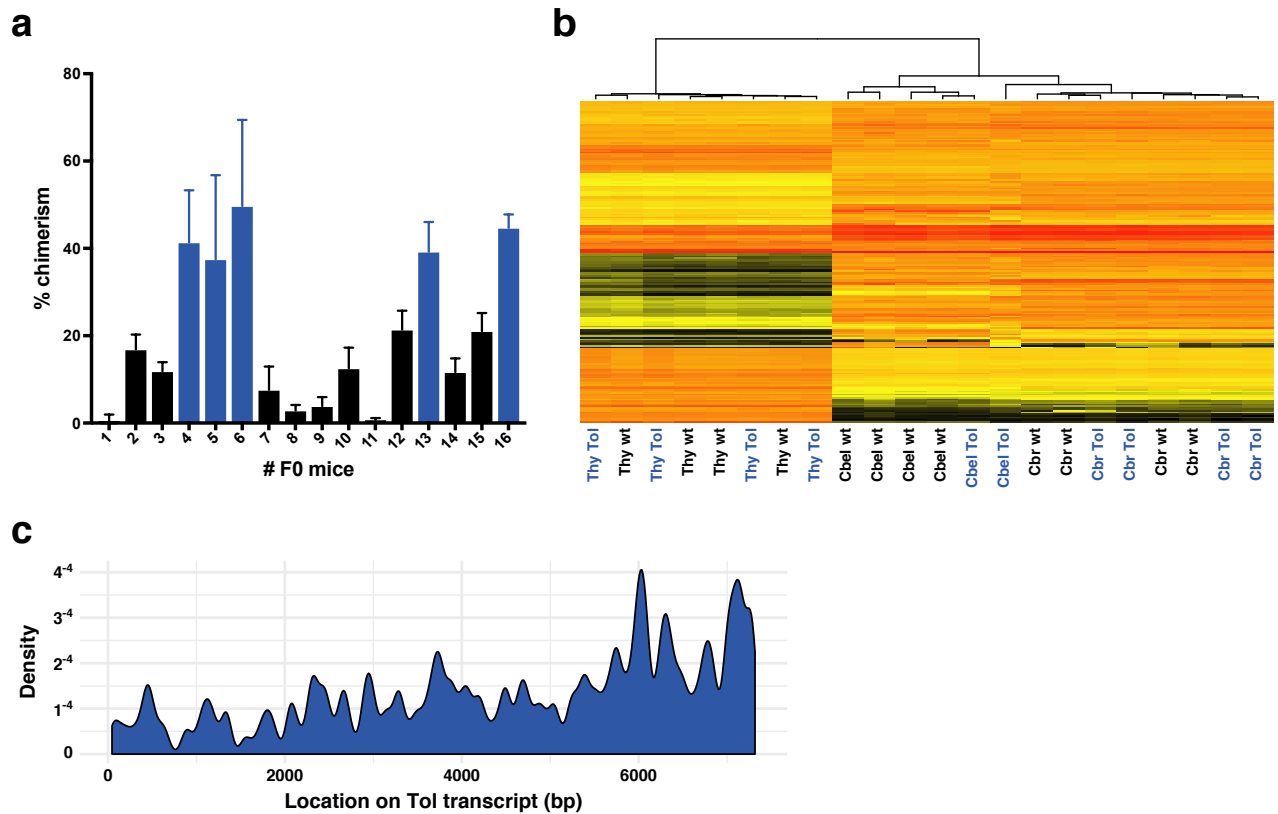 a
80
60
40
20
0
% chimerism
1 2 3 4 5 6 7 8 9 10 11 12 13 14 15 16
# F0 mice
b
Thy Tol
Thy wt
Thy Tol
Thy wt
Thy wt
Thy Tol
Thy wt
Thy Tol
Cbel wt
Cbel wt
Cbel wt
Cbel wt
Cbel Tol
Cbel Tol
Cbr wt
Cbr wt
Cbr Tol
Cbr Tol
Cbr wt
Cbr wt
Cbr Tol
Cbr Tol
c
4-4
3-4
2-4
1-4
0
Density
0 2000 4000 6000
Location on Tol transcript (bp)